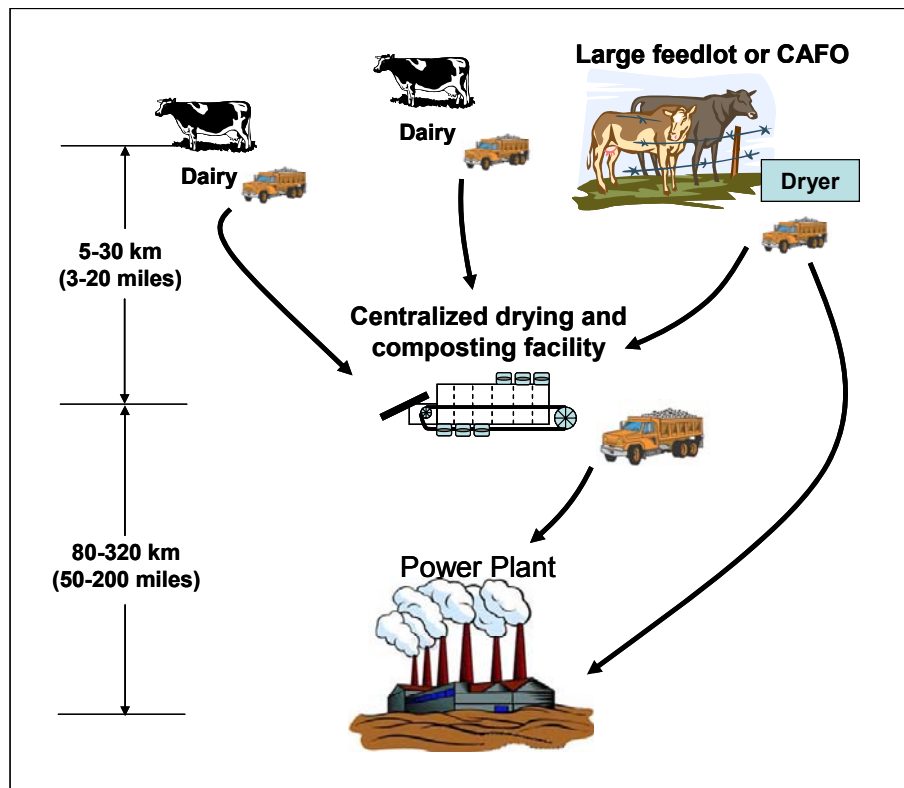 Large feedlot or CAFO
Dairy
Dairy
Dryer
5-30 km
(3-20 miles)
Centralized drying and
composting facility
80-320 km
(50-200 miles)
Power Plant